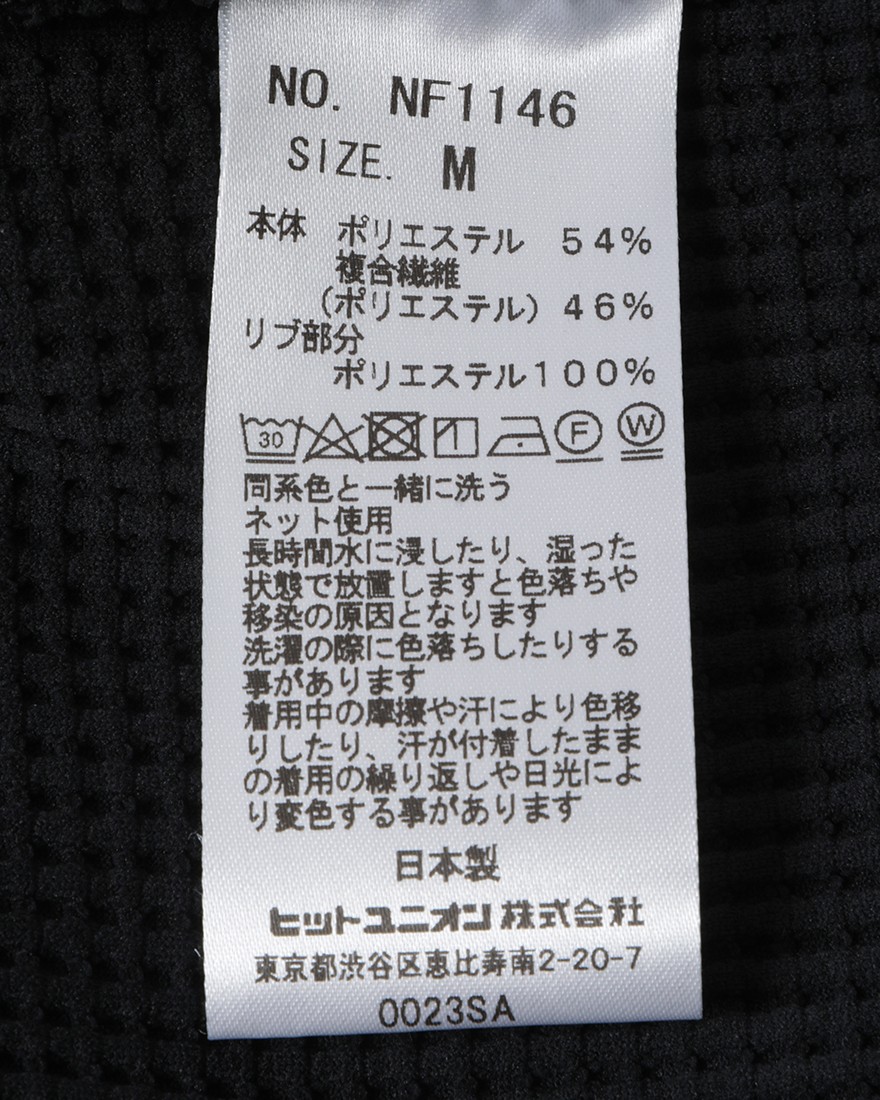 NO. NF1146
SIZE. M
本体 ポリエステル 54%
複合繊維
(ポリエステル) 46%
リブ部分
ポリエステル100%
30 F W
同系色と一緒に洗う
ネット使用
長時間水に浸したり、湿った
状態で放置しますと色落ちや
移染の原因となります
洗濯の際に色落ちしたりする
事があります
着用中の摩擦や汗により色移
りしたり、汗が付着したまま
の着用の繰り返しや日光によ
り変色する事があります
日本製
ヒットユニオン株式会社
東京都渋谷区恵比寿南2-20-7
0023SA